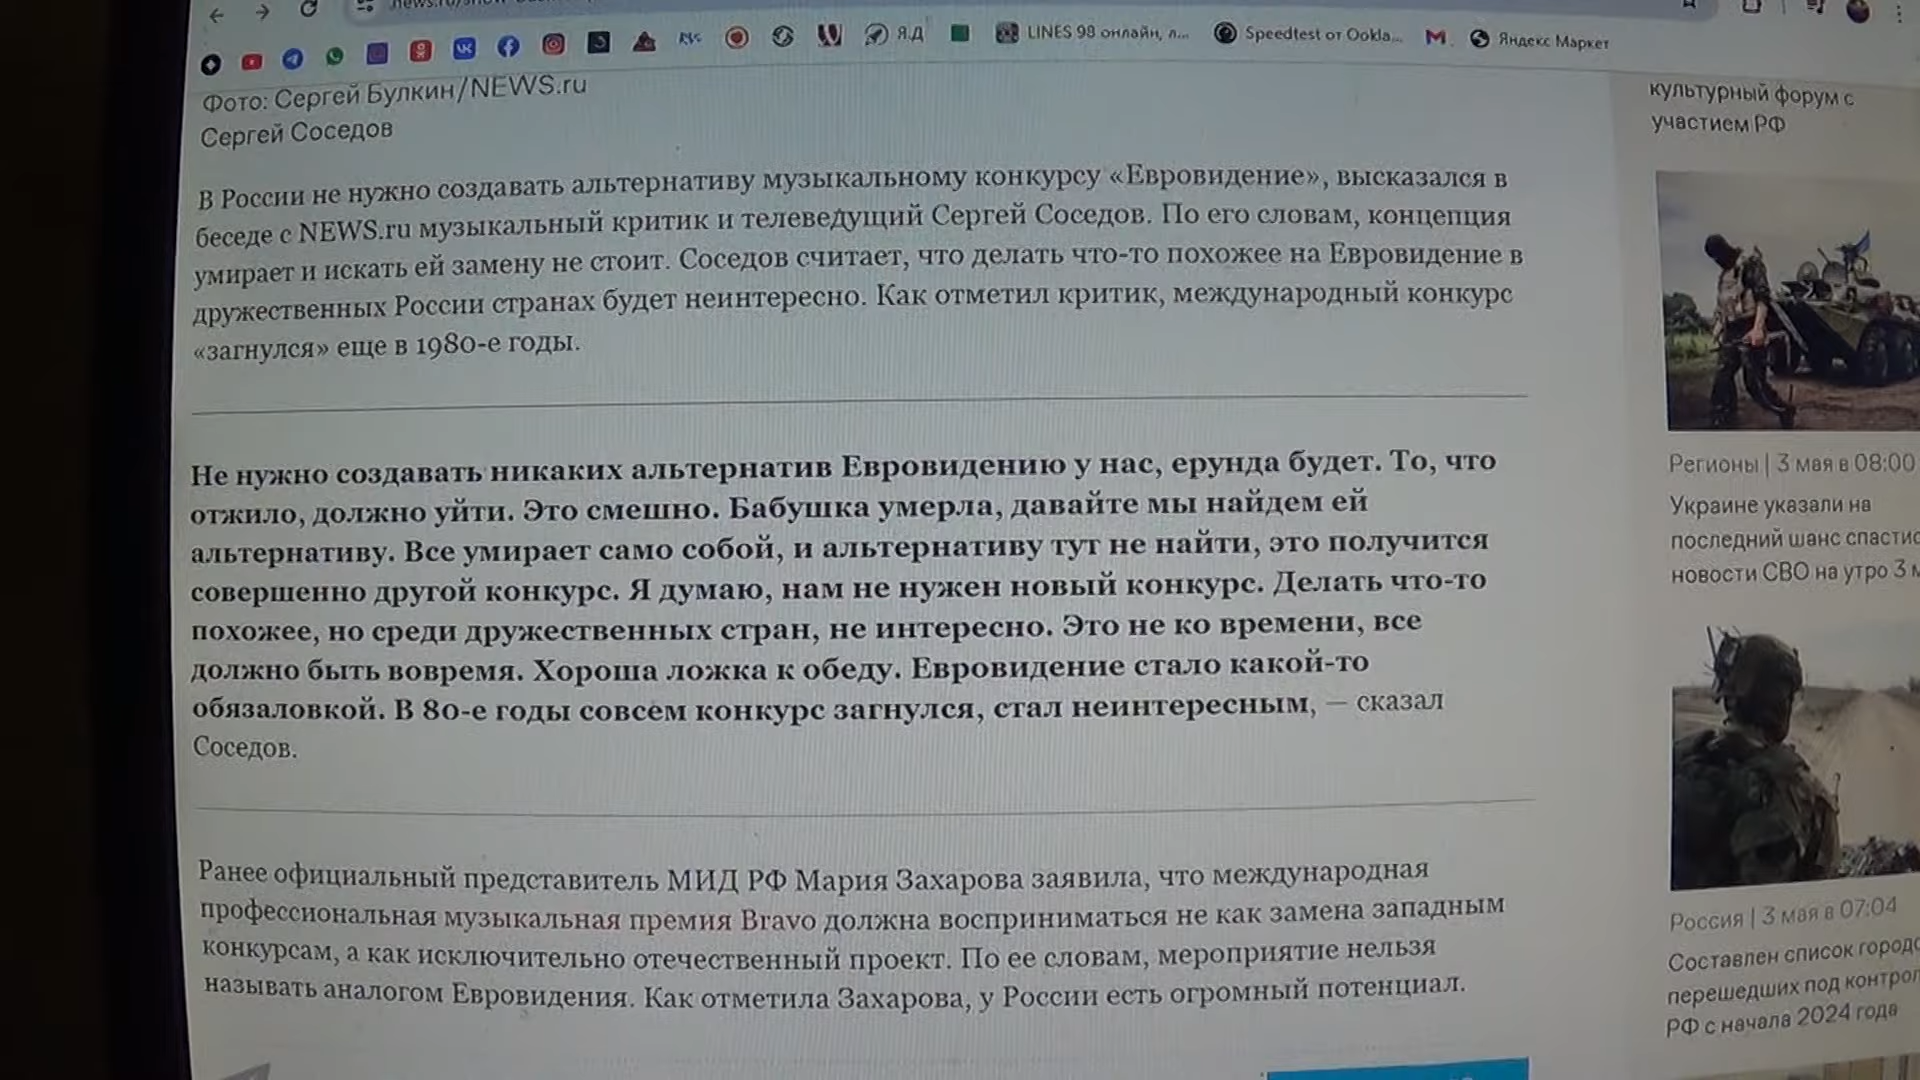 LINES 98 онлайн, л...
Speedtest от Ookla...
Яндекс Маркет
Я.Д
Фото: Сергей Булкин/NEWS.ru
Сергей Соседов
В России не нужно создавать альтернативу музыкальному конкурсу «Евровидение», высказался в
беседе с NEWS.ru музыкальный критик и телеведущий Сергей Соседов. По его словам, концепция
умирает и искать ей замену не стоит. Соседов считает, что делать что-то похожее на Евровидение в
дружественных России странах будет неинтересно. Как отметил критик, международный конкурс
«загнулся» еще в 1980-е годы.
Не нужно создавать никаких альтернатив Евровидению у нас, ерунда будет. То, что
отжило, должно уйти. Это смешно. Бабушка умерла, давайте мы найдем ей
альтернативу. Все умирает само собой, и альтернативу тут не найти, это получится
совершенно другой конкурс. Я думаю, нам не нужен новый конкурс. Делать что-то
похожее, но среди дружественных стран, не интересно. Это не ко времени, все
должно быть вовремя. Хороша ложка к обеду. Евровидение стало какой-то
обязаловкой. В 80-е годы совсем конкурс загнулся, стал неинтересным, — сказал
Соседов.
Ранее официальный представитель МИД РФ Мария Захарова заявила, что международная
профессиональная музыкальная премия Bravo должна восприниматься не как замена западным
конкурсам, а как исключительно отечественный проект. По ее словам, мероприятие нельзя
называть аналогом Евровидения. Как отметила Захарова, у России есть огромный потенциал.
культурный форум с
участием РФ
Регионы | 3 мая в 08:00
Украине указали на
последний шанс спастис
новости СВО на утро 3 м
Россия | 3 мая в 07:04
Составлен список городо
перешедших под контрол
РФ с начала 2024 года